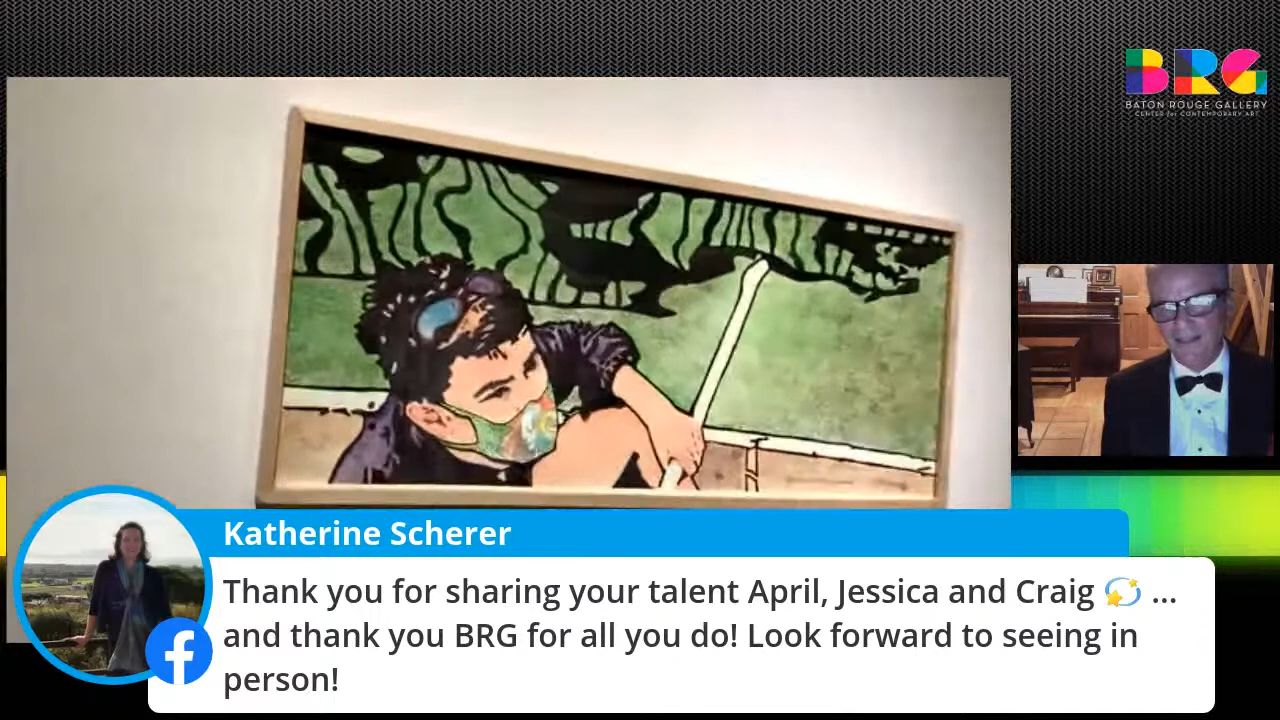 BRG
BATON ROUGE GALLERY
CENTER for CONTEMPORARY ART
Katherine Scherer
Thank you for sharing your talent April, Jessica and Craig 💫 ...
and thank you BRG for all you do! Look forward to seeing in
person!